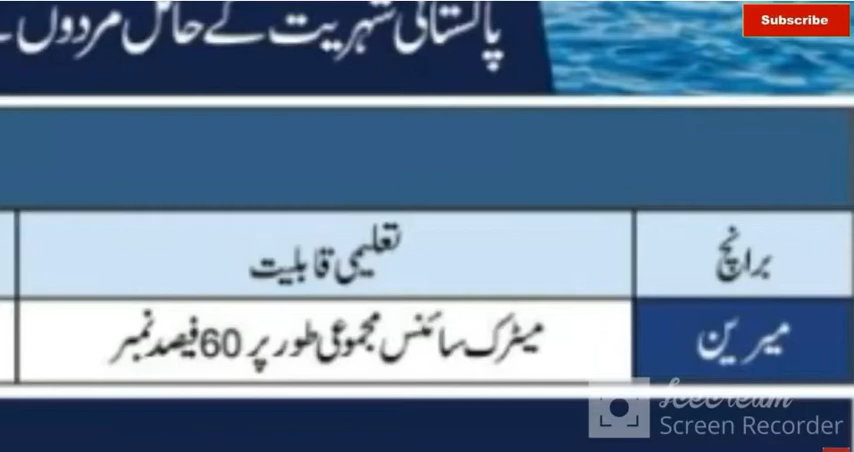 Subscribe
پاکستانی شہریت کے حامل مردوں
برانچ
تعلیمی قابلیت
میرین
میٹرک سائنس مجموعی طور پر 60 فیصد نمبر
IceCream
Screen Recorder